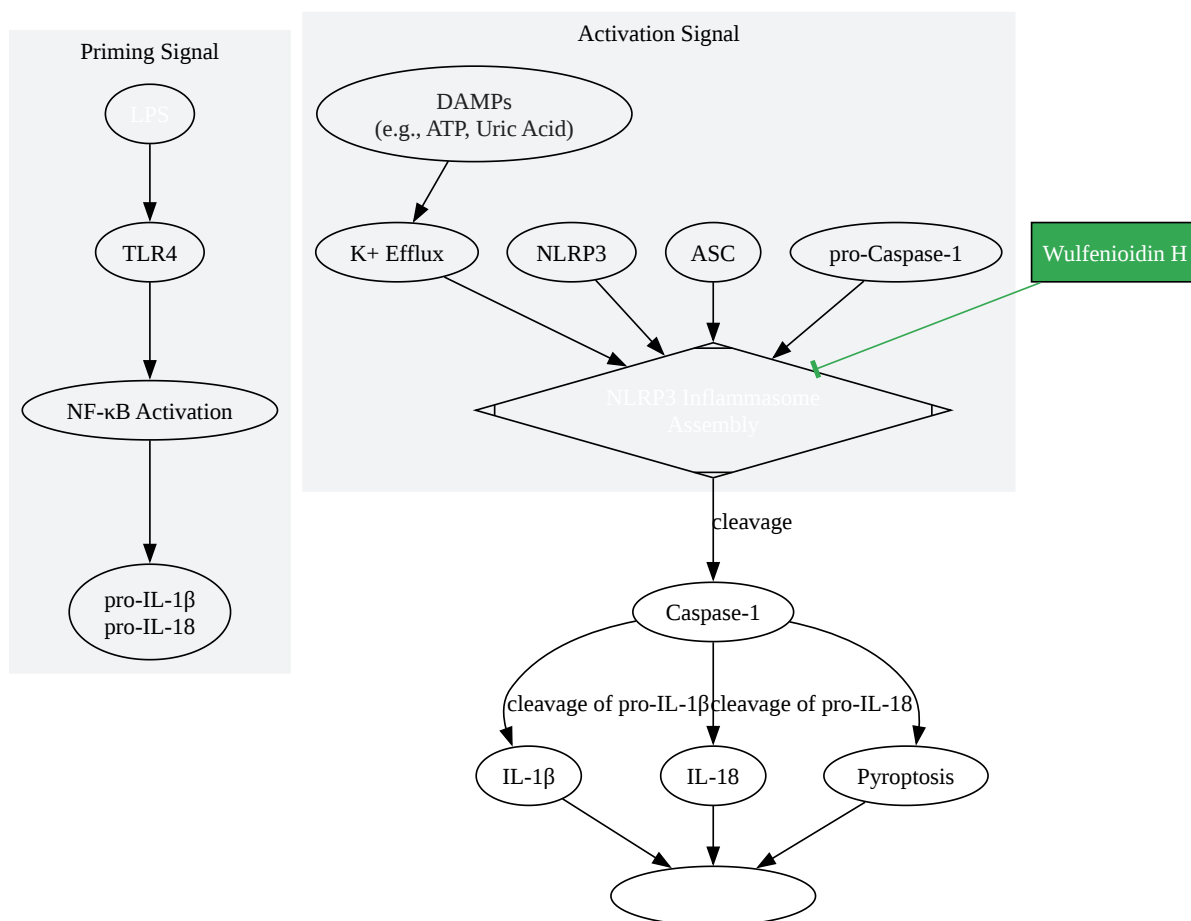 Priming Signal
LPS
TLR4
NF-κB Activation
pro-IL-1β
pro-IL-18
Activation Signal
DAMPs
(e.g., ATP, Uric Acid)
K+ Efflux
NLRP3
ASC
pro-Caspase-1
Wulfenioidin H
NLRP3 Inflammasome
Assembly
cleavage
Caspase-1
cleavage of pro-IL-1β
cleavage of pro-IL-18
IL-1β
IL-18
Pyroptosis